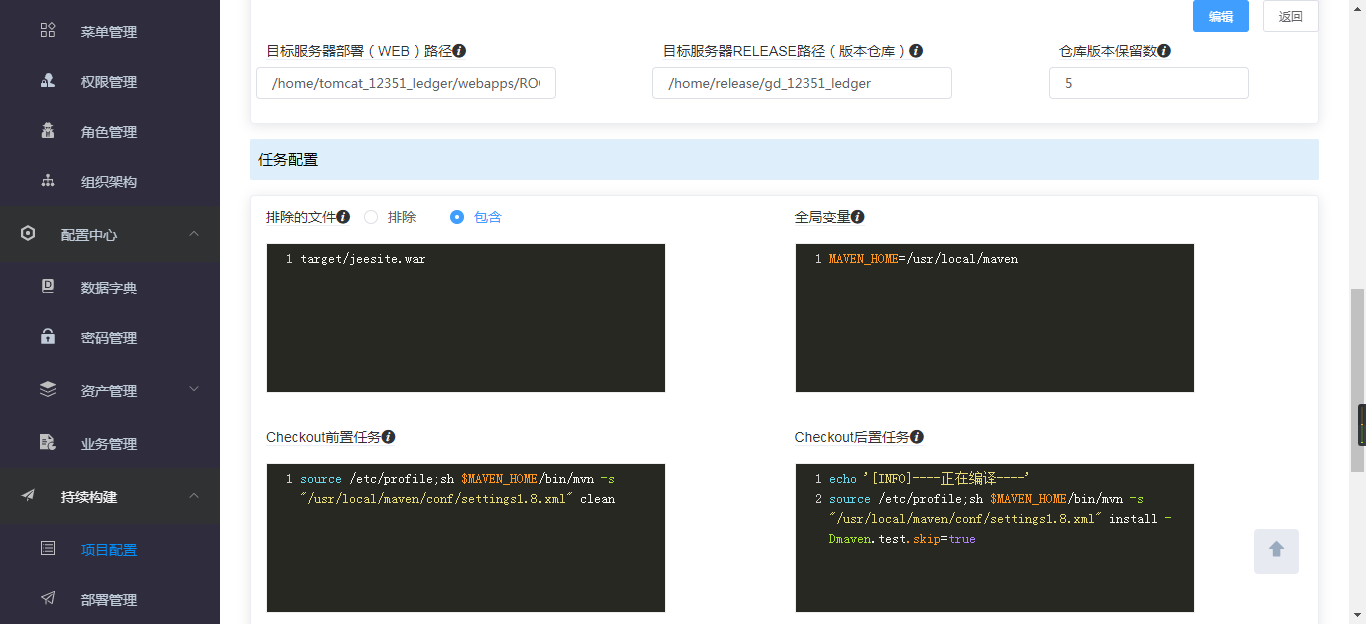 菜单管理
权限管理
角色管理
组织架构
配置中心
数据字典
密码管理
资产管理
业务管理
持续构建
项目配置
部署管理
编辑
返回
目标服务器部署（WEB）路径
目标服务器RELEASE路径（版本仓库）
仓库版本保留数
/home/tomcat_12351_ledger/webapps/RO
/home/release/gd_12351_ledger
5
任务配置
排除的文件
排除
包含
1 target/jeesite.war
全局变量
1 MAVEN_HOME=/usr/local/maven
Checkout前置任务
1 source /etc/profile;sh $MAVEN_HOME/bin/mvn -s
"/usr/local/maven/conf/settings1.8.xml" clean
Checkout后置任务
1 echo '[INFO]----正在编译----'
2 source /etc/profile;sh $MAVEN_HOME/bin/mvn -s
"/usr/local/maven/conf/settings1.8.xml" install -
Dmaven.test.skip=true